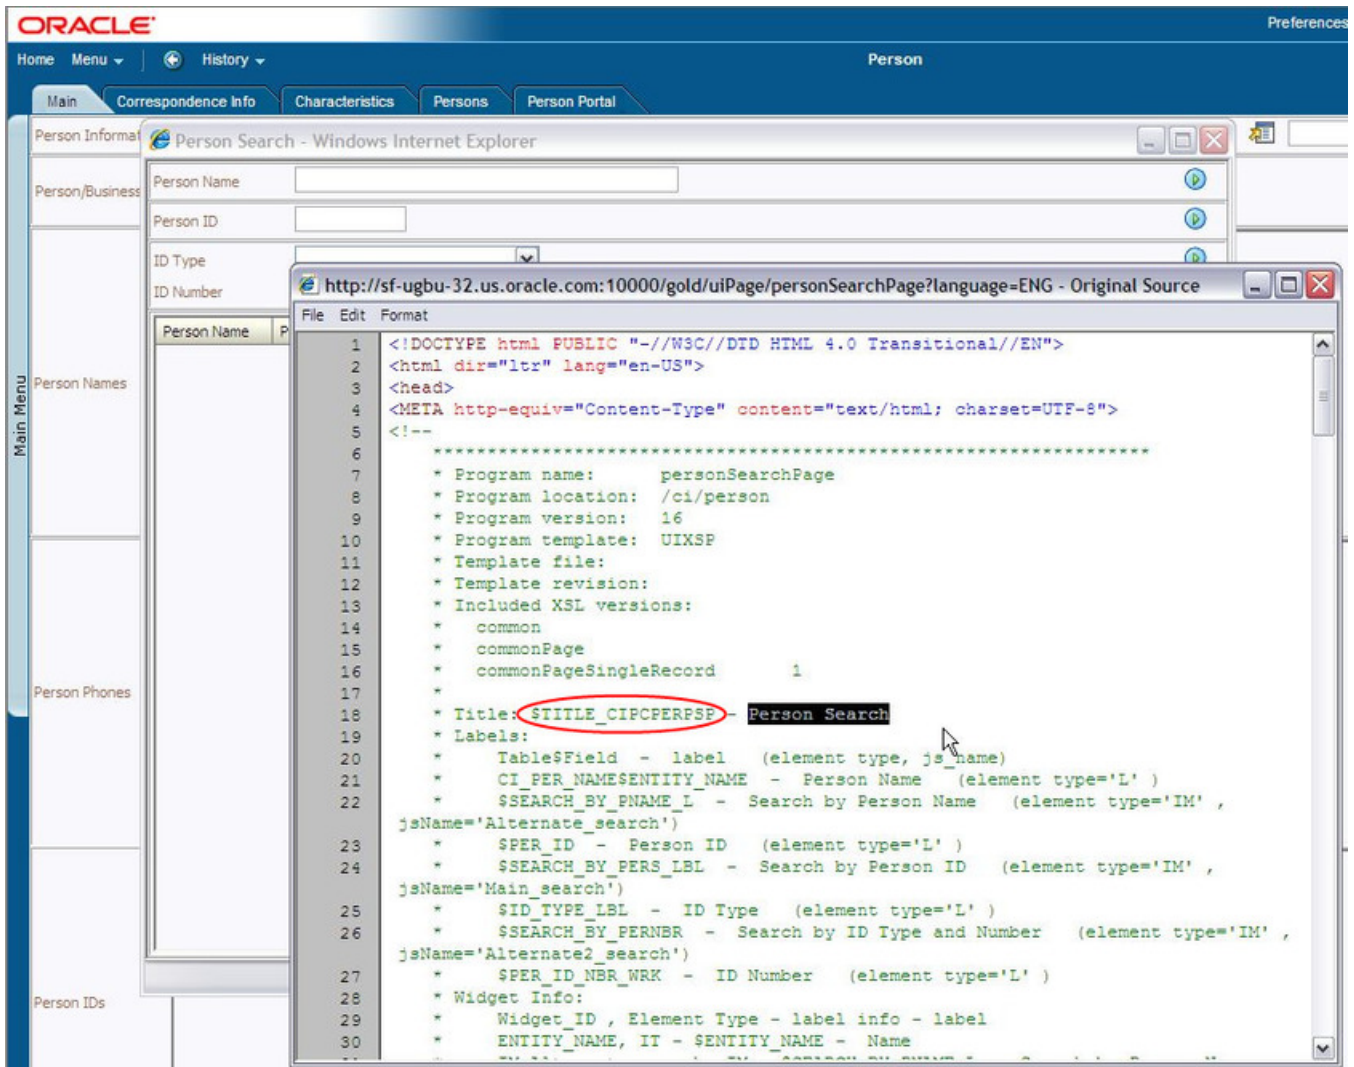 ORACLE
Preferences
Home Menu History Person
Main Correspondence Info Characteristics Persons Person Portal
Person Informat
Person Search - Windows Internet Explorer
Person/Business
Person Name
Person ID
ID Type
ID Number
Person Name P
Main Menu
Person Names
Person Phones
Person IDs
http://sf-ugbu-32.us.oracle.com:10000/gold/uiPage/personSearchPage?language=ENG - Original Source
File Edit Format
1 <!DOCTYPE html PUBLIC "-//W3C//DTD HTML 4.0 Transitional//EN">
2 <html dir="ltr" lang="en-US">
3 <head>
4 <META http-equiv="Content-Type" content="text/html; charset=UTF-8">
5 <!--
6 ******************************************************************
7 * Program name: personSearchPage
8 * Program location: /ci/person
9 * Program version: 16
10 * Program template: UIXSP
11 * Template file:
12 * Template revision:
13 * Included XSL versions:
14 * common
15 * commonPage
16 * commonPageSingleRecord 1
17 *
18 * Title: $TITLE_CIPCPERPSP - Person Search
19 * Labels:
20 * Table$Field - label (element type, js_name)
21 * CI_PER_NAME$ENTITY_NAME - Person Name (element type='L' )
22 * $SEARCH_BY_PNAME_L - Search by Person Name (element type='IM' ,
jsName='Alternate_search')
23 * $PER_ID - Person ID (element type='L' )
24 * $SEARCH_BY_PERS_LBL - Search by Person ID (element type='IM' ,
jsName='Main_search')
25 * $ID_TYPE_LBL - ID Type (element type='L' )
26 * $SEARCH_BY_PERNBR - Search by ID Type and Number (element type='IM' ,
jsName='Alternate2_search')
27 * $PER_ID_NBR_WRK - ID Number (element type='L' )
28 * Widget Info:
29 * Widget_ID , Element Type - label info - label
30 * ENTITY_NAME, IT - $ENTITY_NAME - Name